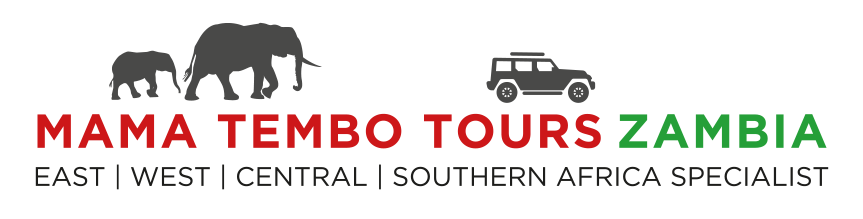 MAMA TEMBO TOURS ZAMBIA
EAST | WEST | CENTRAL | SOUTHERN AFRICA SPECIALIST